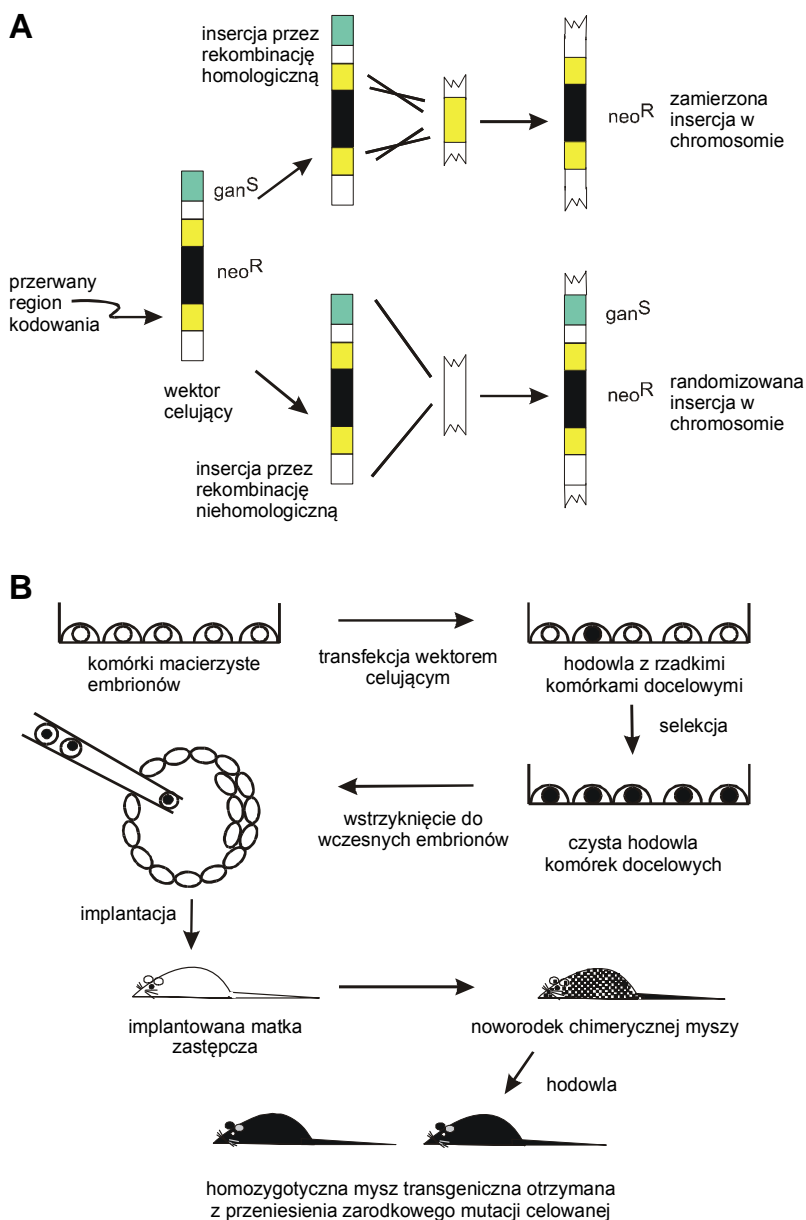 A
insercja przez
rekombinację
homologiczną
neoR
zamierzona
insercja w
chromosomie
ganS
neoR
przerwany
region
kodowania
wektor
celujący
insercja przez
rekombinację
niehomologiczną
ganS
neoR
randomizowana
insercja w
chromosomie
B
komórki macierzyste
embrionów
transfekcja wektorem
celującym
hodowla z rzadkimi
komórkami docelowymi
selekcja
wstrzyknięcie do
wczesnych embrionów
czysta hodowla
komórek docelowych
implantacja
implantowana matka
zastępcza
noworodek chimerycznej myszy
hodowla
homozygotyczna mysz transgeniczna otrzymana
z przeniesienia zarodkowego mutacji celowanej